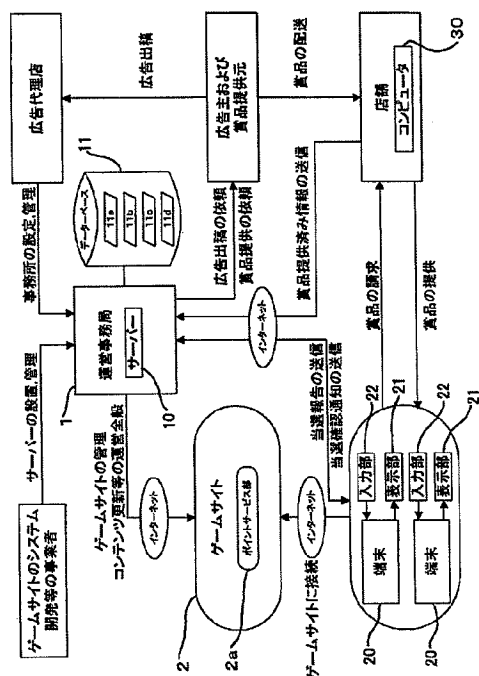 ゲームサイトのシステム
開発等の事業者
サーバーの設置、管理
事務所の設定、管理
広告代理店
広告出稿
1
運営事務局
サーバー
10
データーベース
11
11a
11b
11c
11d
広告出稿の依頼
賞品提供の依頼
広告主および
賞品提供元
賞品の配送
ゲームサイトの管理
コンテンツ更新等の運営全般
インターネット
インターネット
賞品提供済み情報の送信
2
ゲームサイト
ポイントサービス部
2a
当選報告の送信
当選確認通知の送信
インターネット
ゲームサイトに接続
店舗
コンピュータ
30
賞品の請求
賞品の提供
端末
20
入力部
22
表示部
21
端末
20
入力部
22
表示部
21